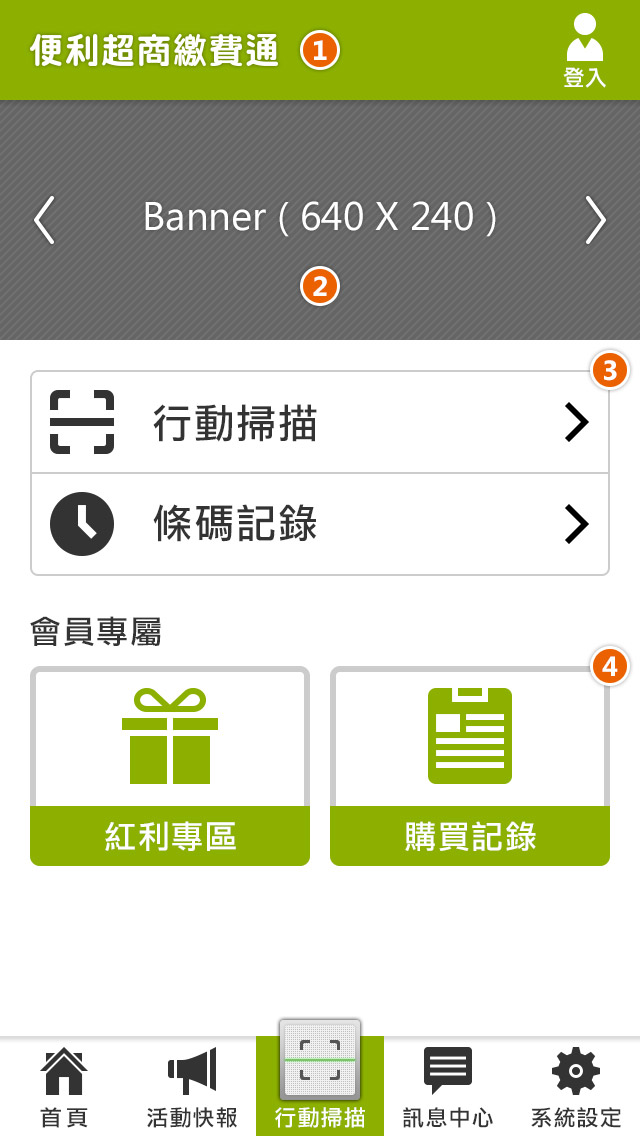 便利超商繳費通 1
登入
Banner ( 640 X 240 )
2
3
行動掃描
條碼記錄
會員專屬
4
紅利專區 購買記錄
首頁 活動快報 行動掃描 訊息中心 系統設定